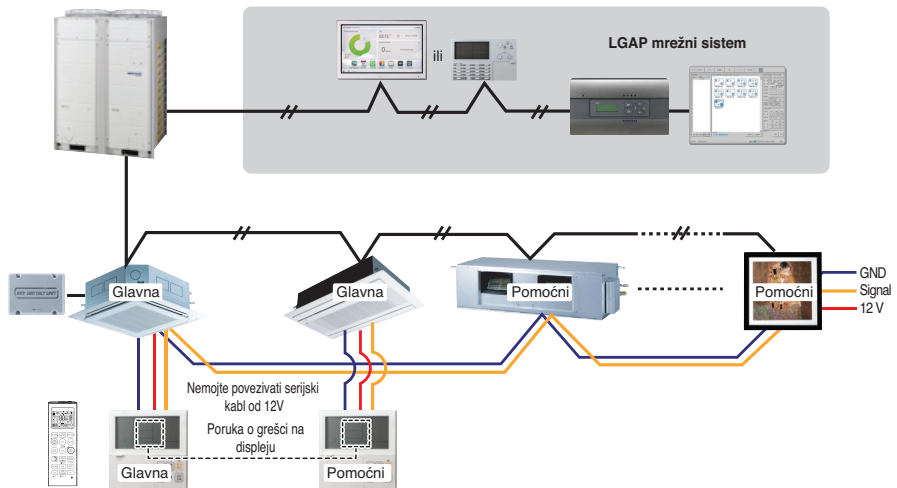 ili
LGAP mrežni sistem
Glavna
Glavna
Pomoćni
Pomoćni
GND
Signal
12 V
Nemojte povezivati serijski
kabl od 12V
Poruka o grešci na
displeju
Glavna
Pomoćni